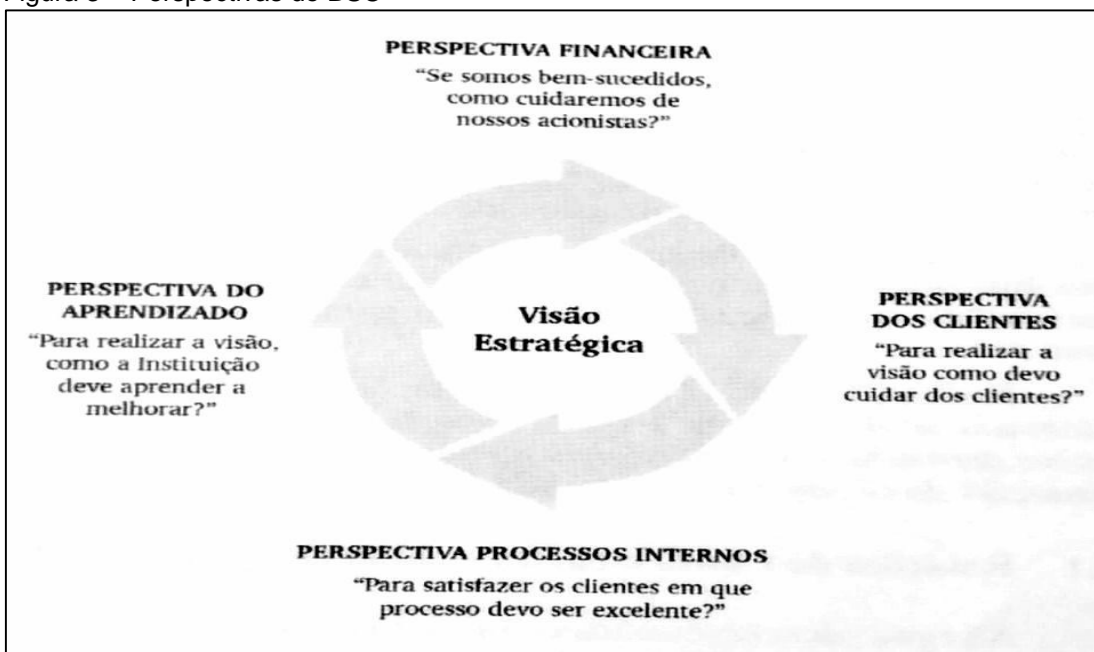 PERSPECTIVA FINANCEIRA
"Se somos bem-sucedidos,
como cuidaremos de
nossos acionistas?"
PERSPECTIVA DO
APRENDIZADO
"Para realizar a visão,
como a Instituição
deve aprender a
melhorar?"
Visão
Estratégica
PERSPECTIVA
DOS CLIENTES
"Para realizar a
visão como devo
cuidar dos clientes?"
PERSPECTIVA PROCESSOS INTERNOS
"Para satisfazer os clientes em que
processo devo ser excelente?"